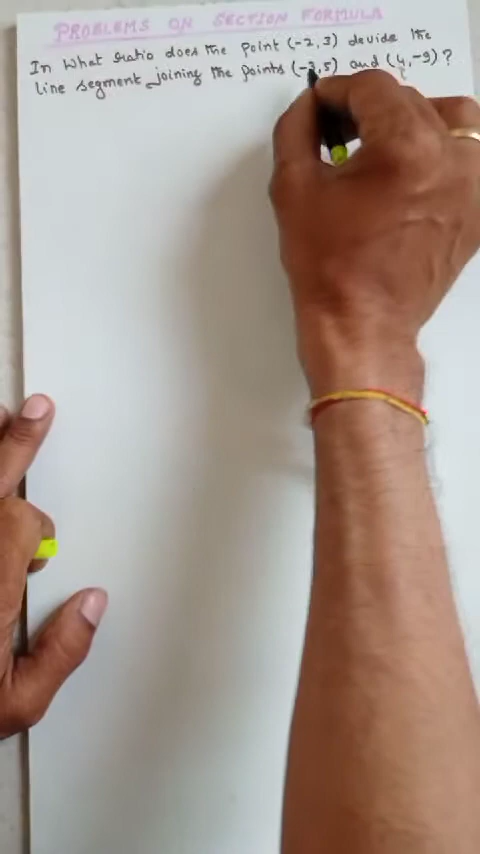 PROBLEMS ON SECTION FORMULA
In What ratio does the point (-2,3) devide the
line segment joining the points (-3,5) and (4,-9)?